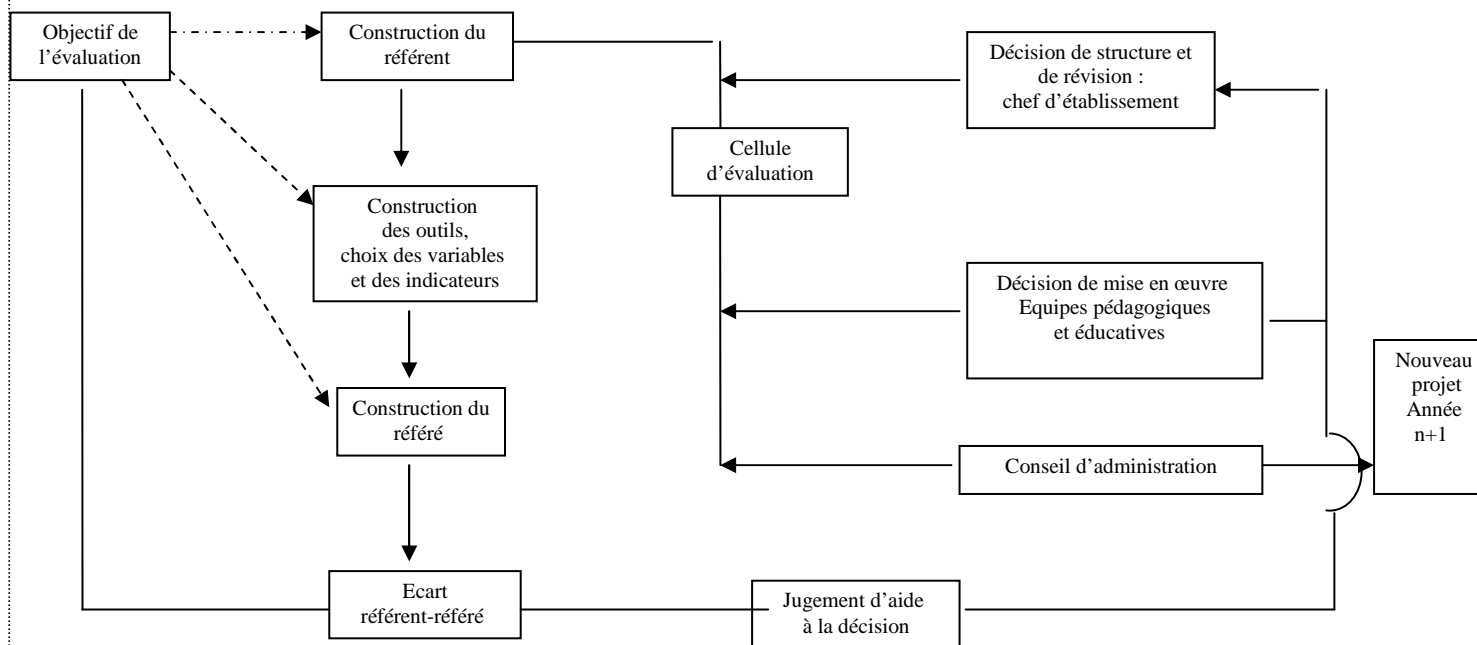 Objectif de
l’évaluation
Construction du
référent
Décision de structure et
de révision :
chef d’établissement
Cellule
d’évaluation
Construction
des outils,
choix des variables
et des indicateurs
Décision de mise en œuvre
Equipes pédagogiques
et éducatives
Nouveau
projet
Année
n+1
Construction du
référé
Conseil d’administration
Ecart
référent-référé
Jugement d’aide
à la décision